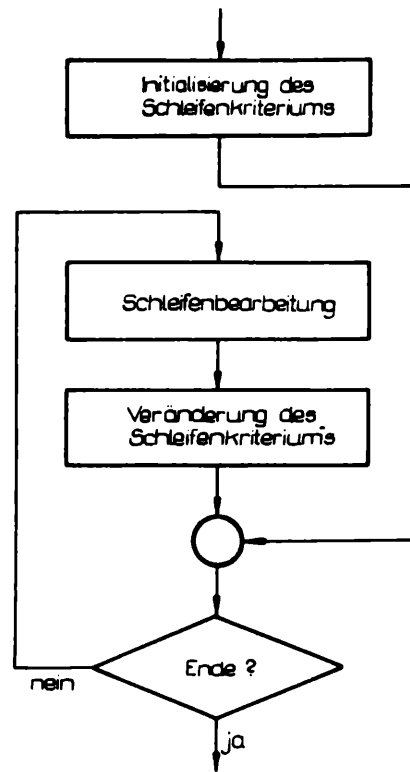 Initialisierung des
Schleifenkriteriums
Schleifenbearbeitung
Veränderung des
Schleifenkriteriums
Ende ?
nein
ja